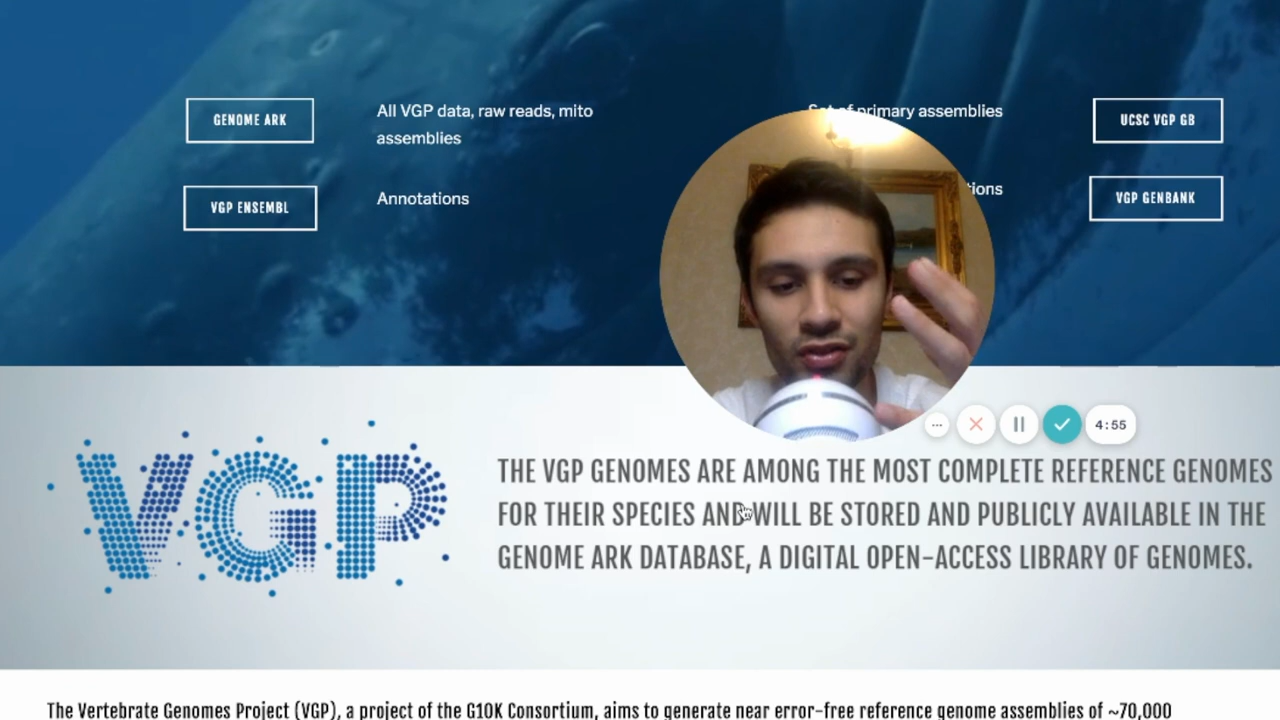 GENOME ARK
All VGP data, raw reads, mito
assemblies
VGP ENSEMBL
Annotations
Set of primary assemblies
UCSC VGP GB
VGP GENBANK
4:55
VGP
THE VGP GENOMES ARE AMONG THE MOST COMPLETE REFERENCE GENOMES
FOR THEIR SPECIES AND WILL BE STORED AND PUBLICLY AVAILABLE IN THE
GENOME ARK DATABASE, A DIGITAL OPEN-ACCESS LIBRARY OF GENOMES.
The Vertebrate Genomes Project (VGP), a project of the G10K Consortium, aims to generate near error-free reference genome assemblies of ~70,000